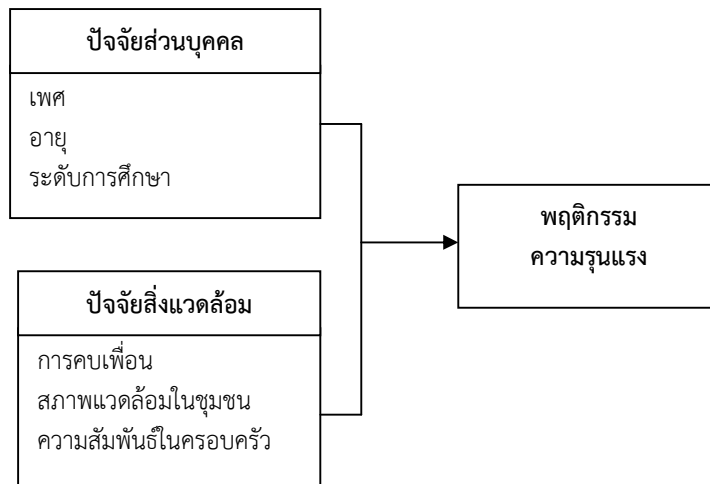 ปัจจัยส่วนบุคคล
เพศ
อายุ
ระดับการศึกษา
ปัจจัยสิ่งแวดล้อม
การคบเพื่อน
สภาพแวดล้อมในชุมชน
ความสัมพันธ์ในครอบครัว
พฤติกรรม
ความรุนแรง